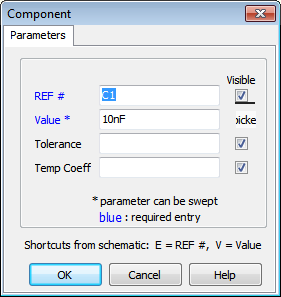 Component
Parameters
Visible
REF # C1
Value * 10nF picke
Tolerance
Temp Coeff
* parameter can be swept
blue : required entry
Shortcuts from schematic: E = REF #, V = Value
OK Cancel Help